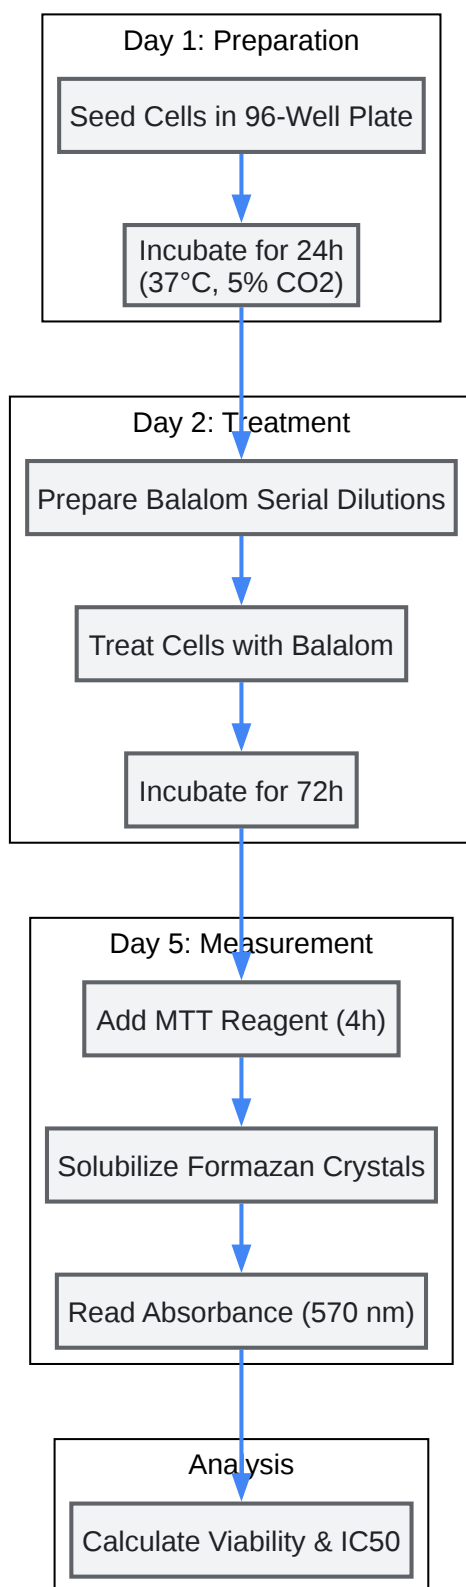 Day 1: Preparation
Seed Cells in 96-Well Plate
Incubate for 24h
(37°C, 5% CO2)
Day 2: Treatment
Prepare Balalom Serial Dilutions
Treat Cells with Balalom
Incubate for 72h
Day 5: Measurement
Add MTT Reagent (4h)
Solubilize Formazan Crystals
Read Absorbance (570 nm)
Analysis
Calculate Viability & IC50